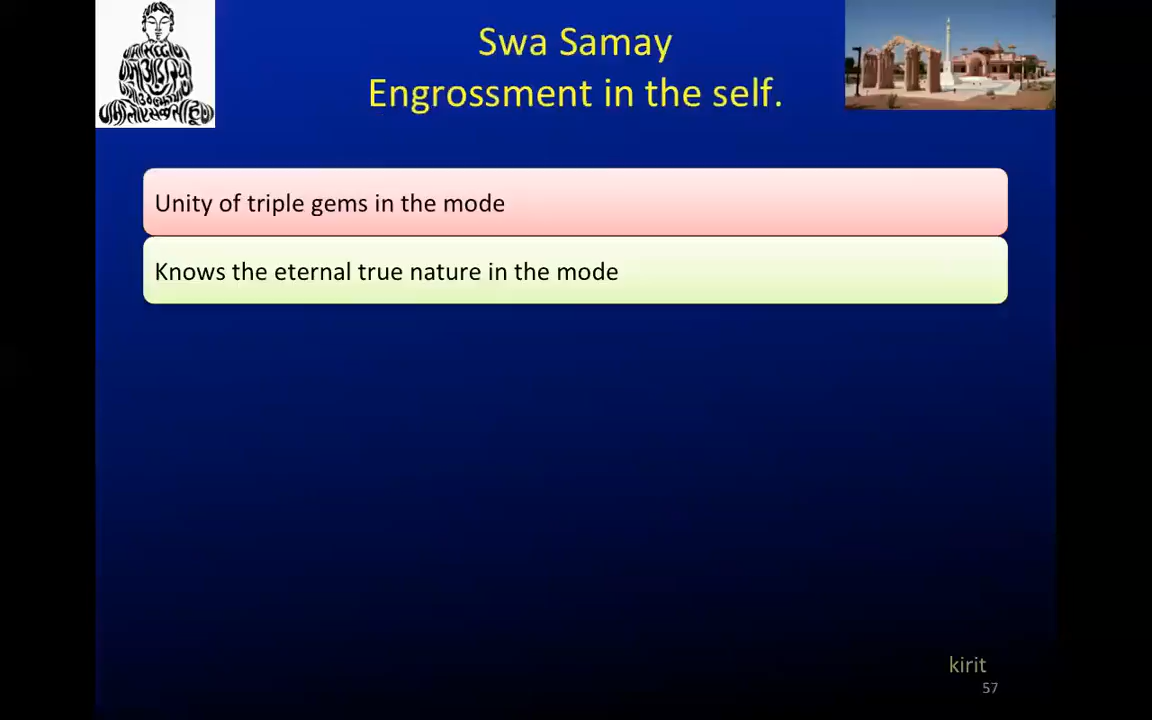 Swa Samay
Engrossment in the self.
Unity of triple gems in the mode
Knows the eternal true nature in the mode
kirit
57